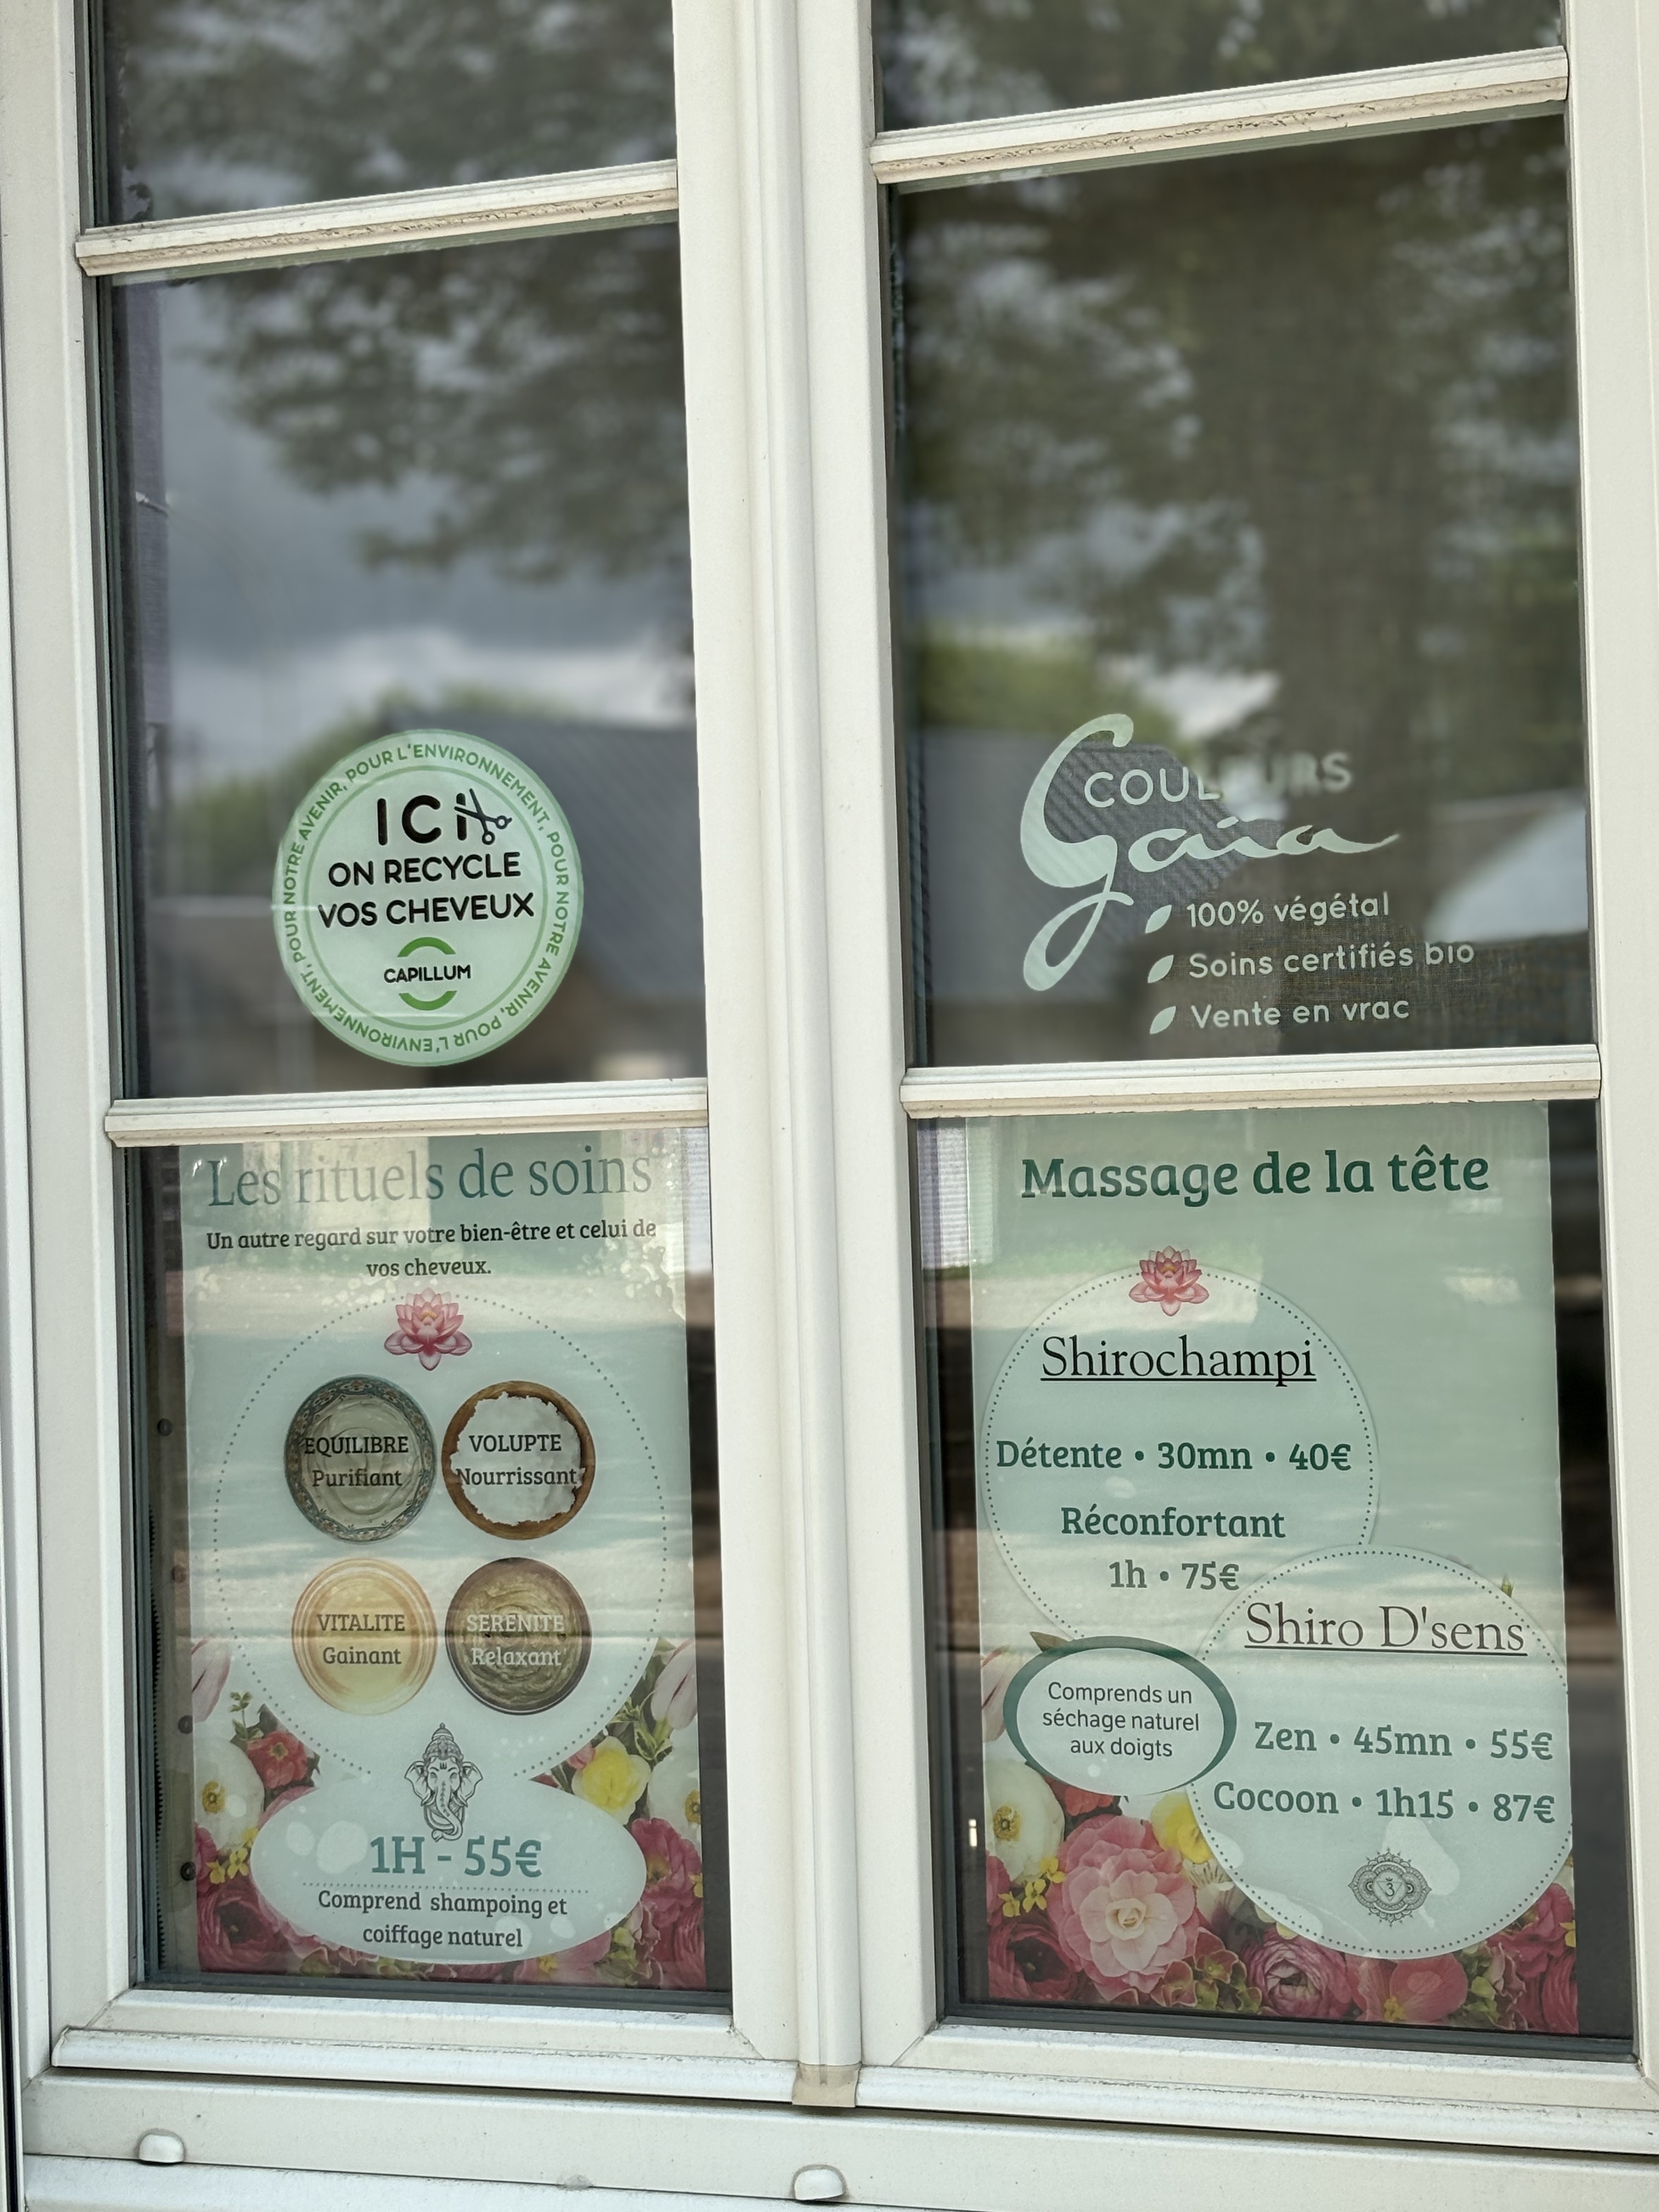 POUR L'ENVIRONNEMENT, POUR NOTRE AVENIR, POUR L'ENVIRONNEMENT, POUR NOTRE AVENIR,
ICI
ON RECYCLE
VOS CHEVEUX
CAPILLUM
COULEURS
Gaïa
100% végétal
Soins certifiés bio
Vente en vrac
Les rituels de soins
Un autre regard sur votre bien-être et celui de
vos cheveux.
EQUILIBRE
Purifiant
VOLUPTE
Nourrissant
VITALITE
Gainant
SERENITE
Relaxant
1H - 55€
Comprend shampoing et
coiffage naturel
Massage de la tête
Shirochampi
Détente • 30mn • 40€
Réconfortant
1h • 75€
Shiro D'sens
Comprends un
séchage naturel
aux doigts
Zen • 45mn • 55€
Cocoon • 1h15 • 87€
ॐ